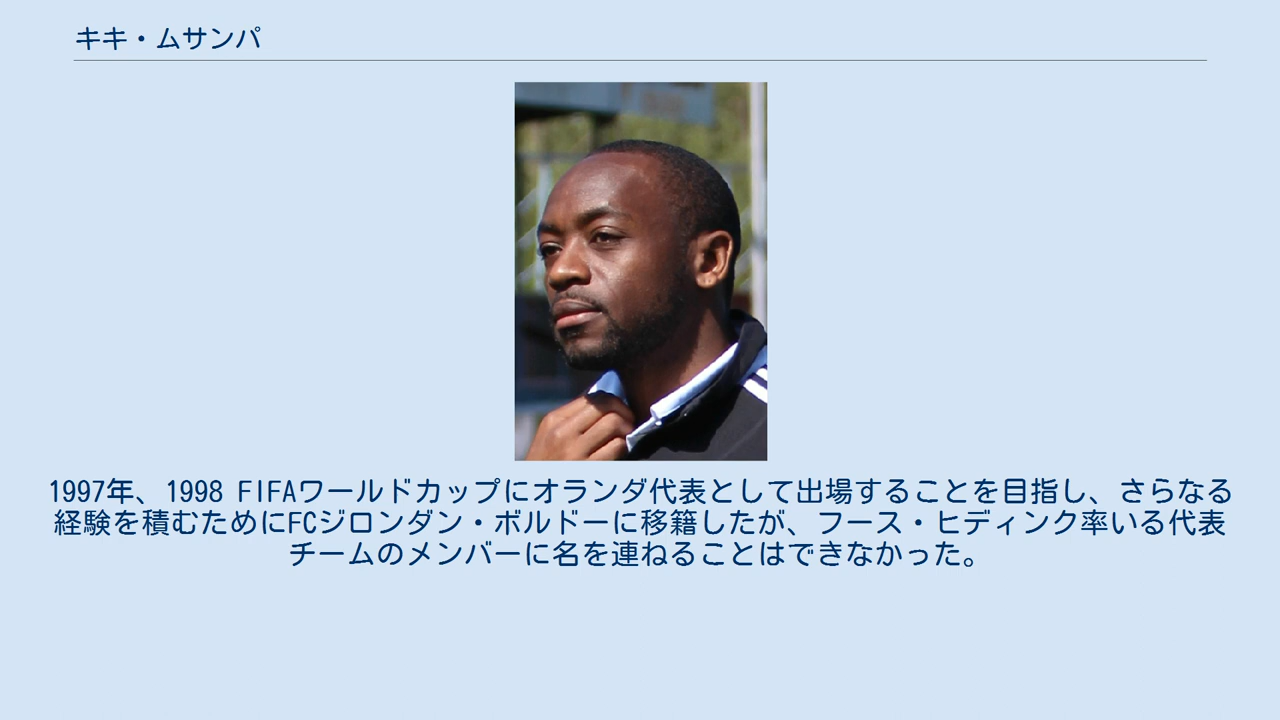 キキ・ムサンパ
1997年、1998 FIFAワールドカップにオランダ代表として出場することを目指し、さらなる
経験を積むためにFCジロンダン・ボルドーに移籍したが、フース・ヒディンク率いる代表
チームのメンバーに名を連ねることはできなかった。